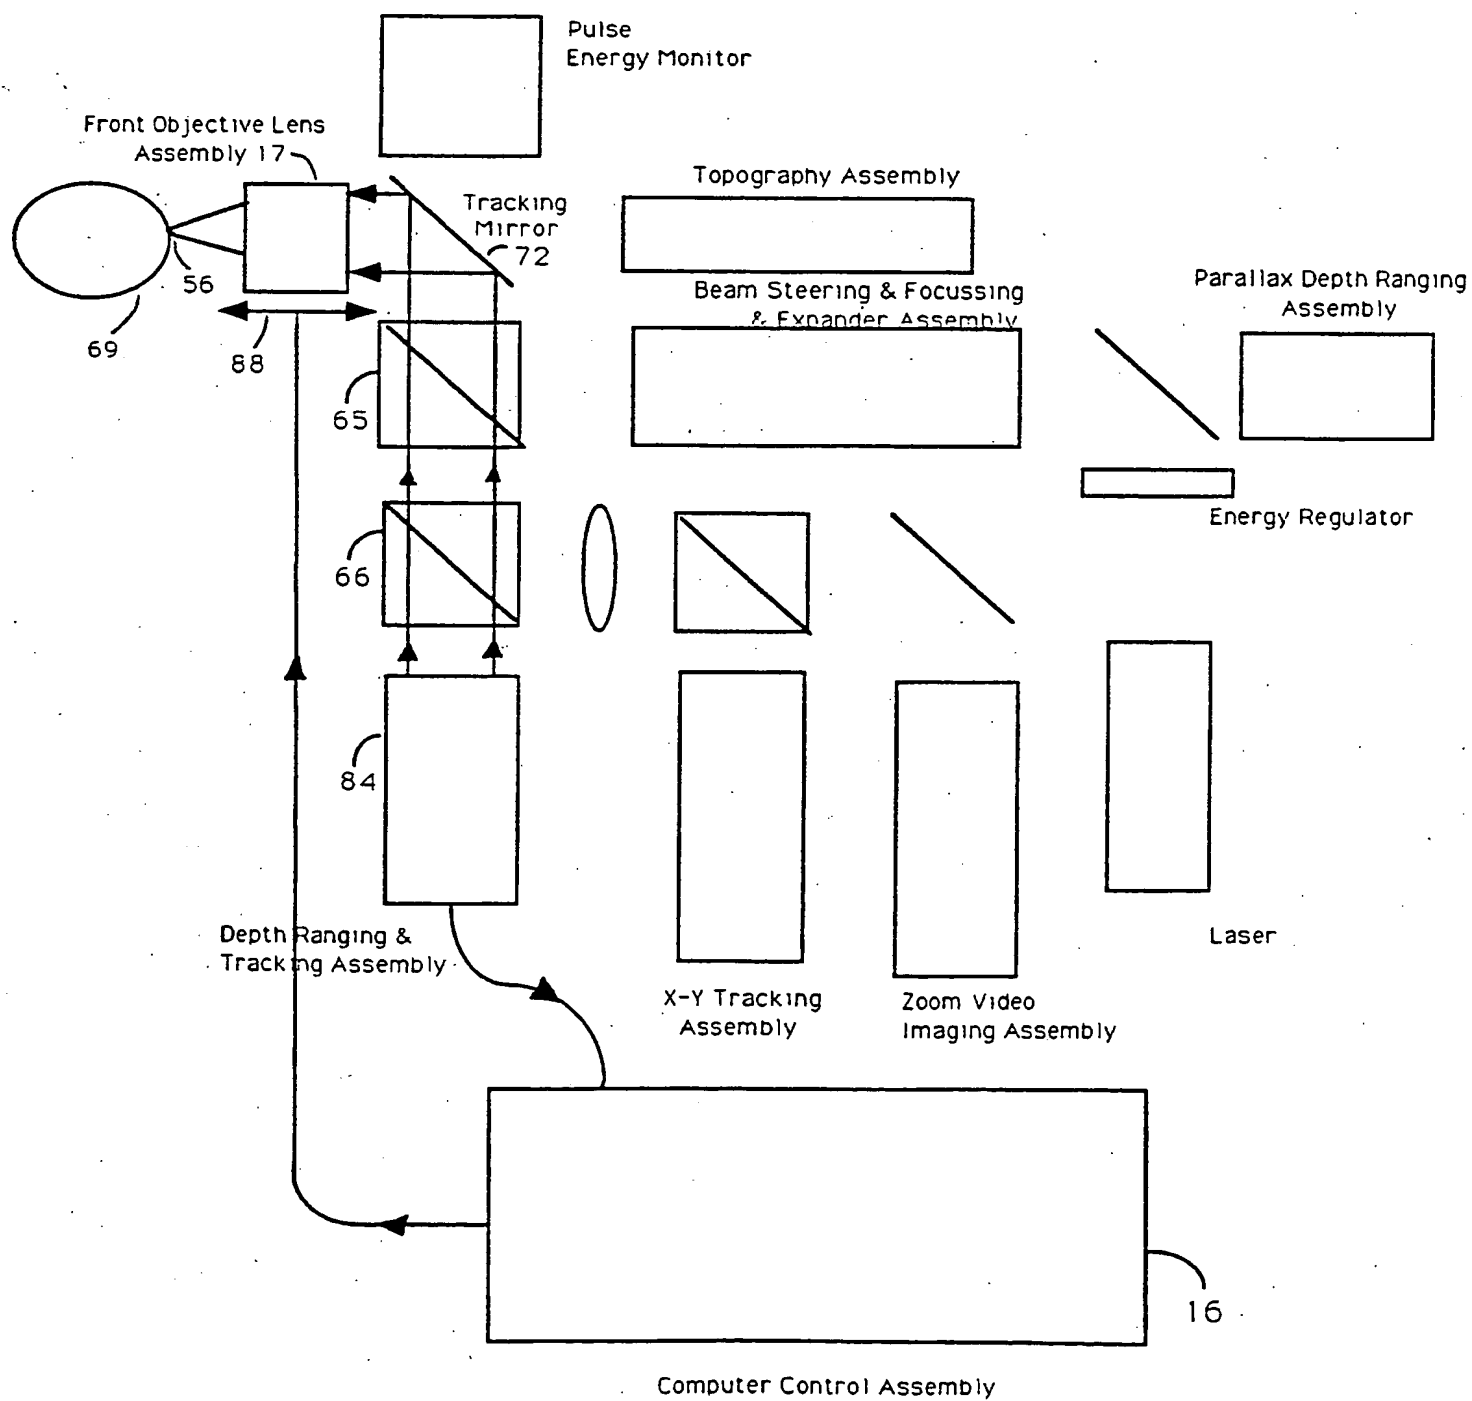 Pulse
Energy Monitor
Front Objective Lens
Assembly 17
Topography Assembly
Tracking
Mirror
72
56
Beam Steering & Focussing
& Expander Assembly
Parallax Depth Ranging
Assembly
69
88
65
Energy Regulator
66
84
Depth Ranging &
Tracking Assembly
Laser
X-Y Tracking
Assembly
Zoom Video
Imaging Assembly
16
Computer Control Assembly